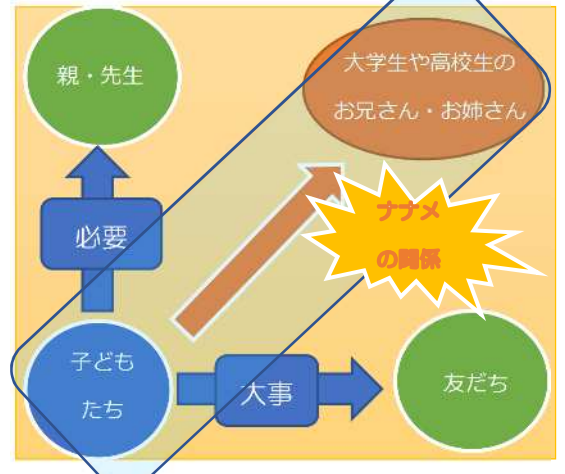 親・先生
大学生や高校生の
お兄さん・お姉さん
ナナメ
の関係
必要
子ども
たち
大事
友だち